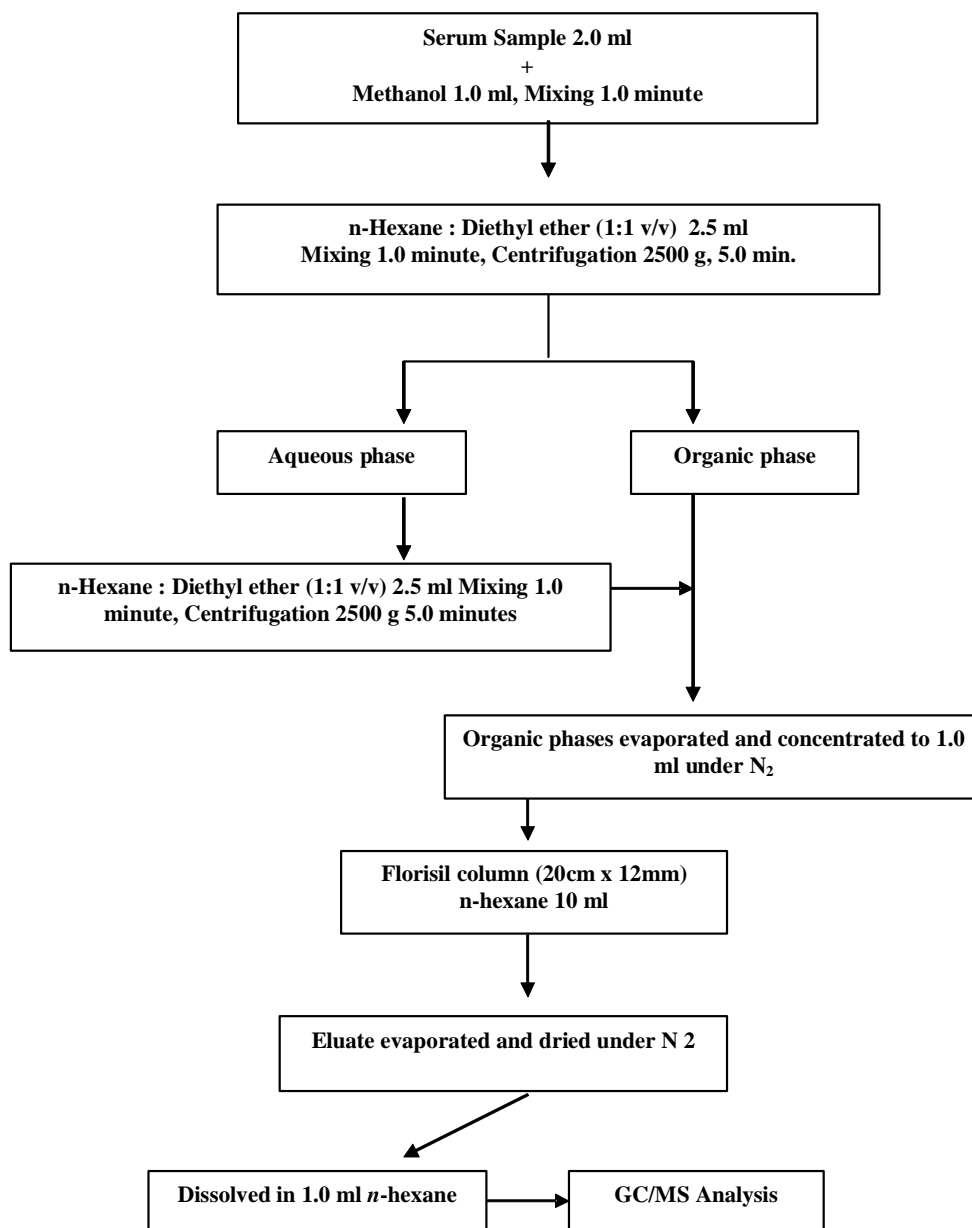 Serum Sample 2.0 ml
+
Methanol 1.0 ml, Mixing 1.0 minute
n-Hexane : Diethyl ether (1:1 v/v)  2.5 ml
Mixing 1.0 minute, Centrifugation 2500 g, 5.0 min.
Aqueous phase
Organic phase
n-Hexane : Diethyl ether (1:1 v/v) 2.5 ml Mixing 1.0
minute, Centrifugation 2500 g 5.0 minutes
Organic phases evaporated and concentrated to 1.0
ml under N₂
Florisil column (20cm x 12mm)
n-hexane 10 ml
Eluate evaporated and dried under N 2
Dissolved in 1.0 ml n-hexane
GC/MS Analysis